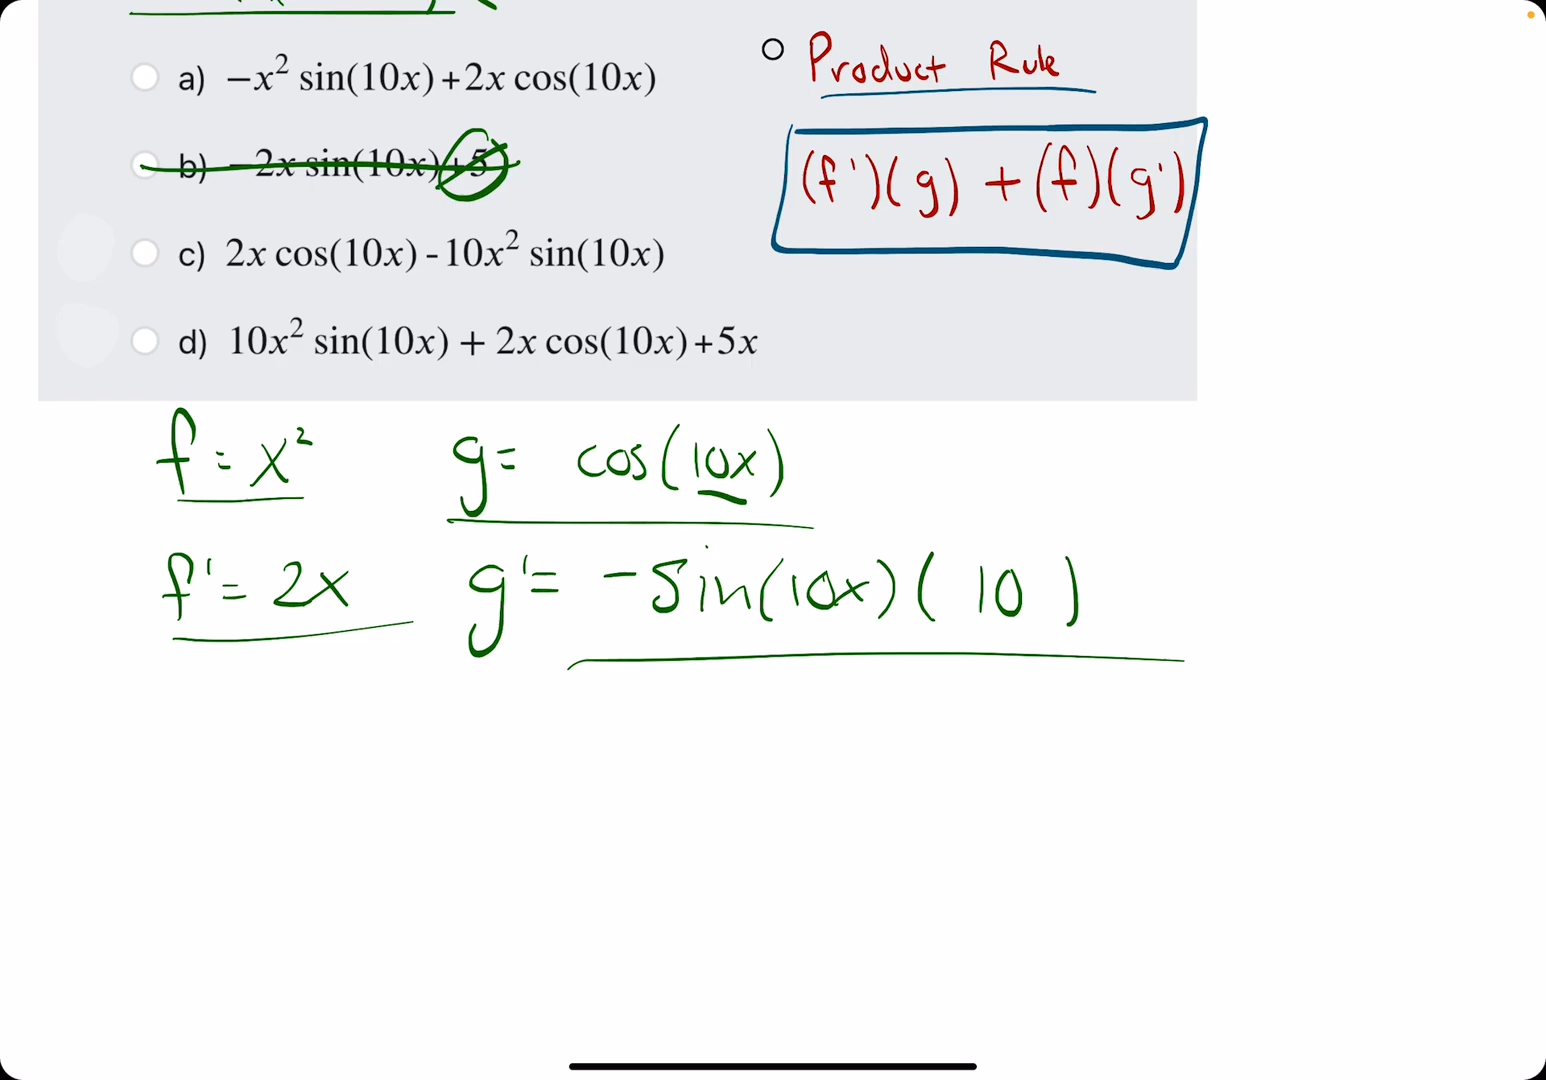 a) −x² sin(10x)+2x cos(10x)
Product Rule
b) −2x sin(10x)+5
(f')(g) + (f)(g')
c) 2x cos(10x) - 10x² sin(10x)
d) 10x² sin(10x) + 2x cos(10x)+5x
f = x² g = cos(10x)
f' = 2x g' = -sin(10x)(10)